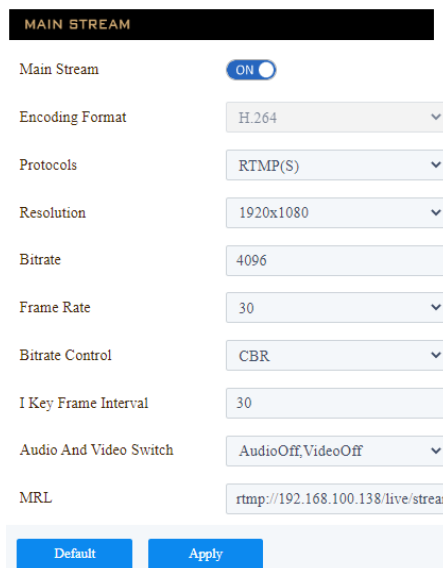 MAIN STREAM
Main Stream ON
Encoding Format H.264
Protocols RTMP(S)
Resolution 1920x1080
Bitrate 4096
Frame Rate 30
Bitrate Control CBR
I Key Frame Interval 30
Audio And Video Switch AudioOff,VideoOff
MRL rtmp://192.168.100.138/live/strea
Default Apply